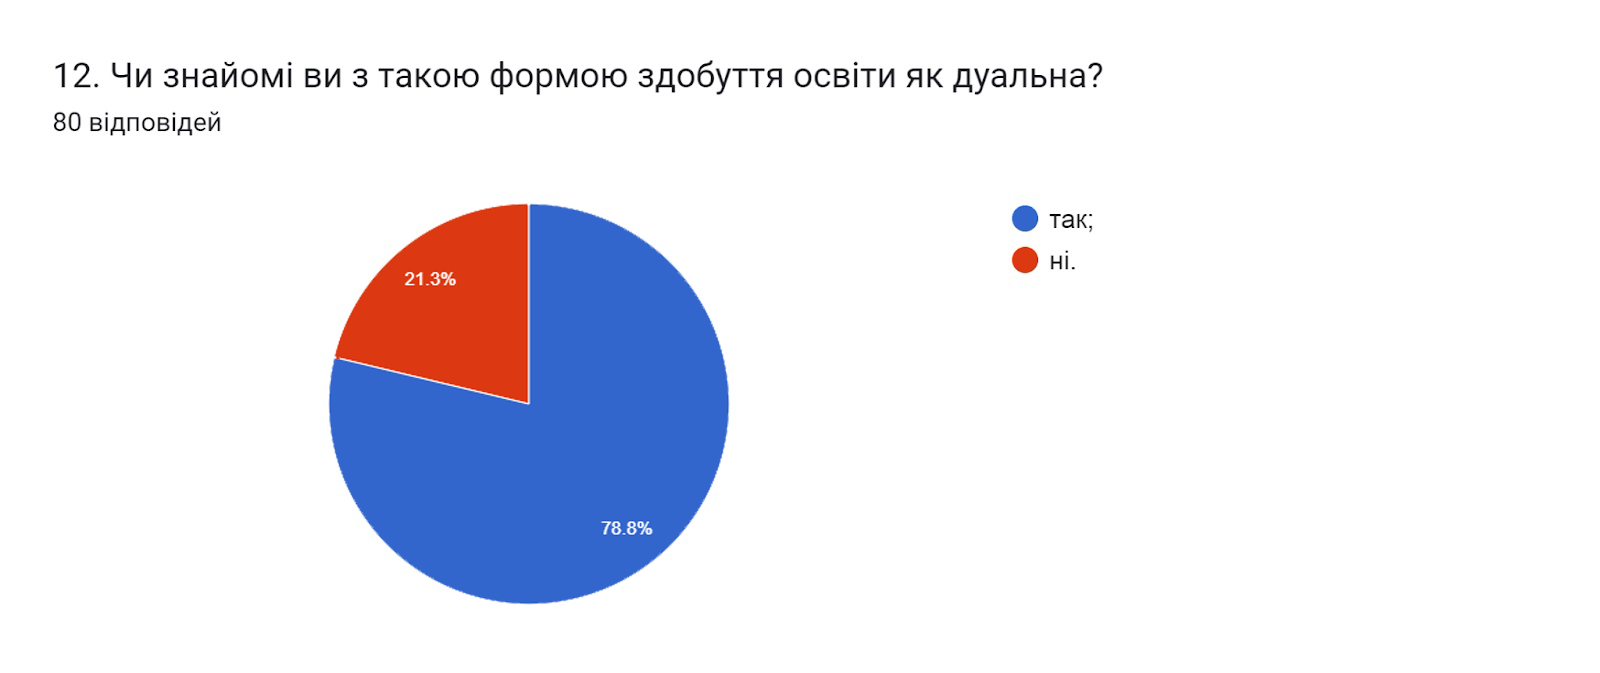 12. Чи знайомі ви з такою формою здобуття освіти як дуальна?
80 відповідей
так;
ні.
21.3%
78.8%